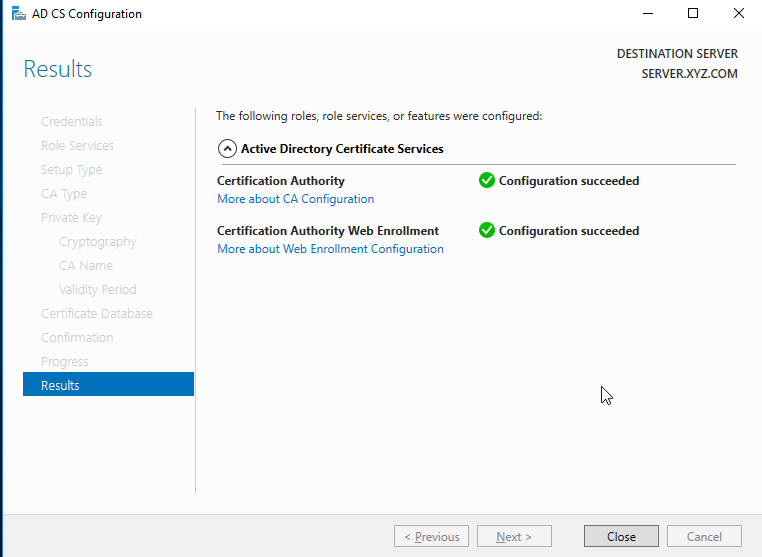 AD CS Configuration
Results
DESTINATION SERVER
SERVER.XYZ.COM
Credentials
Role Services
Setup Type
CA Type
Private Key
Cryptography
CA Name
Validity Period
Certificate Database
Confirmation
Progress
Results
The following roles, role services, or features were configured:
Active Directory Certificate Services
Certification Authority Configuration succeeded
More about CA Configuration
Certification Authority Web Enrollment Configuration succeeded
More about Web Enrollment Configuration
< Previous Next > Close Cancel